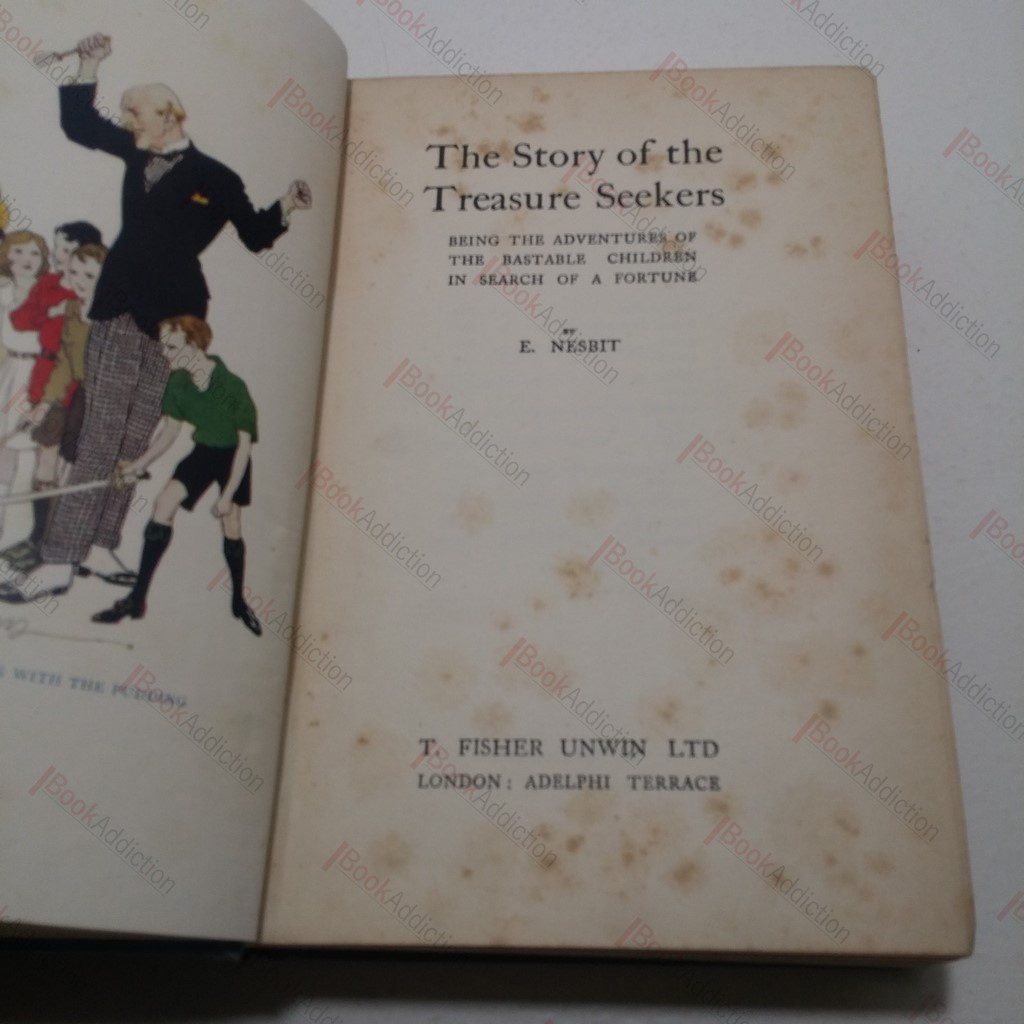 S WITH THE PUDDING
The Story of the
Treasure Seekers
BEING THE ADVENTURES OF
THE BASTABLE CHILDREN
IN SEARCH OF A FORTUNE
BY
E. NESBIT
T. FISHER UNWIN LTD
LONDON: ADELPHI TERRACE
BookAddiction